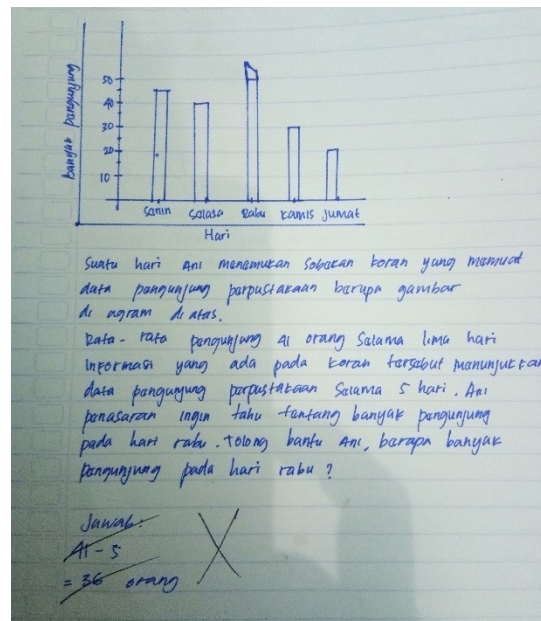 Banyak Pengunjung
50
40
30
20
10
Senin Selasa Rabu Kamis Jumat
Hari
Suatu hari Ani menemukan Sobekan koran yang memuat
data pengunjung perpustakaan berupa gambar
di agram di atas.
Rata-rata pengunjung 41 orang Selama lima hari
Informasi yang ada pada koran tersebut menunjukkan
data pengunjung perpustakaan Selama 5 hari. Ani
penasaran ingin tahu tentang banyak pengunjung
pada hari rabu. Tolong bantu Ani, berapa banyak
Pengunjung pada hari rabu ?
Jawab:
41 - 5
= 36 orang